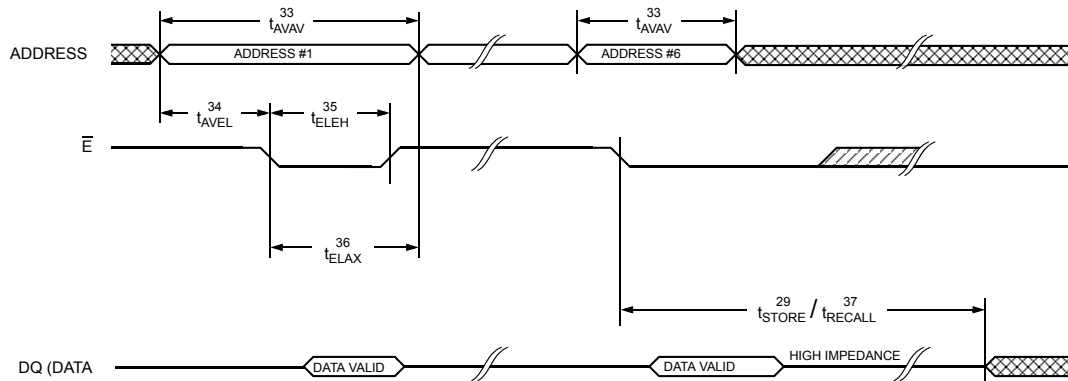 33
tAVAV
33
tAVAV
ADDRESS
ADDRESS #1
ADDRESS #6
34
tAVEL
35
tELEH
E
36
tELAX
29 37
tSTORE / tRECALL
DQ (DATA
DATA VALID
DATA VALID
HIGH IMPEDANCE